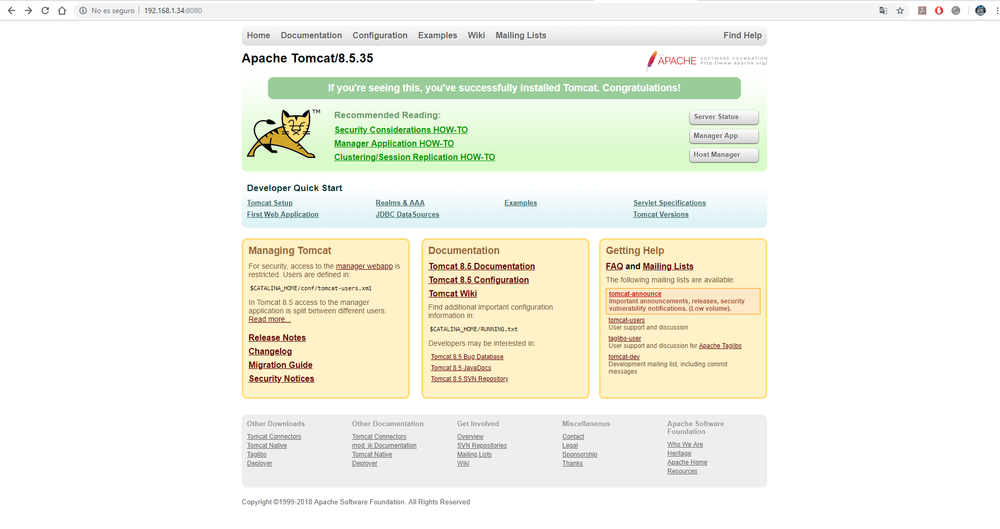 No es seguro | 192.168.1.34:8080
Home Documentation Configuration Examples Wiki Mailing Lists Find Help
Apache Tomcat/8.5.35
THE APACHE SOFTWARE FOUNDATION
http://www.apache.org/
If you're seeing this, you've successfully installed Tomcat. Congratulations!
TM
Recommended Reading:
Security Considerations HOW-TO
Manager Application HOW-TO
Clustering/Session Replication HOW-TO
Server Status
Manager App
Host Manager
Developer Quick Start
Tomcat Setup
First Web Application
Realms & AAA
JDBC DataSources
Examples
Servlet Specifications
Tomcat Versions
Managing Tomcat
For security, access to the manager webapp is
restricted. Users are defined in:
$CATALINA_HOME/conf/tomcat-users.xml
In Tomcat 8.5 access to the manager
application is split between different users.
Read more...
Release Notes
Changelog
Migration Guide
Security Notices
Documentation
Tomcat 8.5 Documentation
Tomcat 8.5 Configuration
Tomcat Wiki
Find additional important configuration
information in:
$CATALINA_HOME/RUNNING.txt
Developers may be interested in:
Tomcat 8.5 Bug Database
Tomcat 8.5 JavaDocs
Tomcat 8.5 SVN Repository
Getting Help
FAQ and Mailing Lists
The following mailing lists are available:
tomcat-announce
Important announcements, releases, security
vulnerability notifications. (Low volume).
tomcat-users
User support and discussion
taglibs-user
User support and discussion for Apache Taglibs
tomcat-dev
Development mailing list, including commit
messages
Other Downloads
Tomcat Connectors
Tomcat Native
Taglibs
Deployer
Other Documentation
Tomcat Connectors
mod_jk Documentation
Tomcat Native
Deployer
Get Involved
Overview
SVN Repositories
Mailing Lists
Wiki
Miscellaneous
Contact
Legal
Sponsorship
Thanks
Apache Software
Foundation
Who We Are
Heritage
Apache Home
Resources
Copyright ©1999-2018 Apache Software Foundation. All Rights Reserved